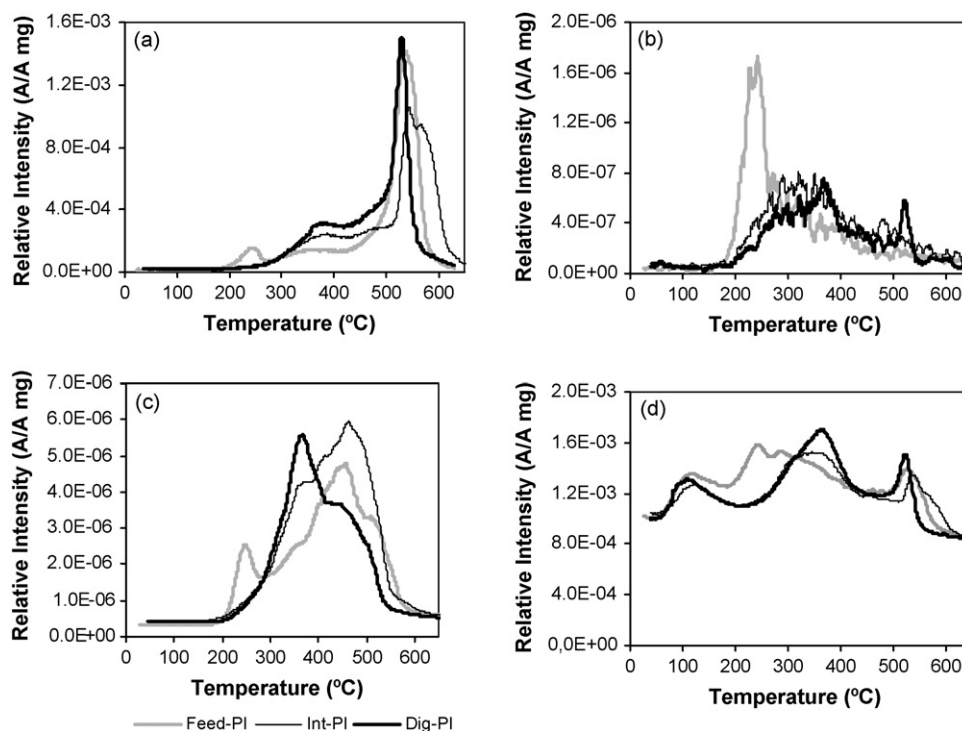 (a)
Relative Intensity (A/A mg)
1.6E-03
1.2E-03
8.0E-04
4.0E-04
0.0E+00
0 100 200 300 400 500 600
Temperature (ºC)
(b)
Relative Intensity (A/A mg)
2.0E-06
1.6E-06
1.2E-06
8.0E-07
4.0E-07
0.0E+00
0 100 200 300 400 500 600
Temperature (ºC)
(c)
Relative Intensity (A/A mg)
7.0E-06
6.0E-06
5.0E-06
4.0E-06
3.0E-06
2.0E-06
1.0E-06
0.0E+00
0 100 200 300 400 500 600
Temperature (ºC)
(d)
Relative Intensity (A/A mg)
2.0E-03
1.6E-03
1.2E-03
8.0E-04
4.0E-04
0,0E+00
0 100 200 300 400 500 600
Temperature (ºC)
Feed-PI Int-PI Dig-PI